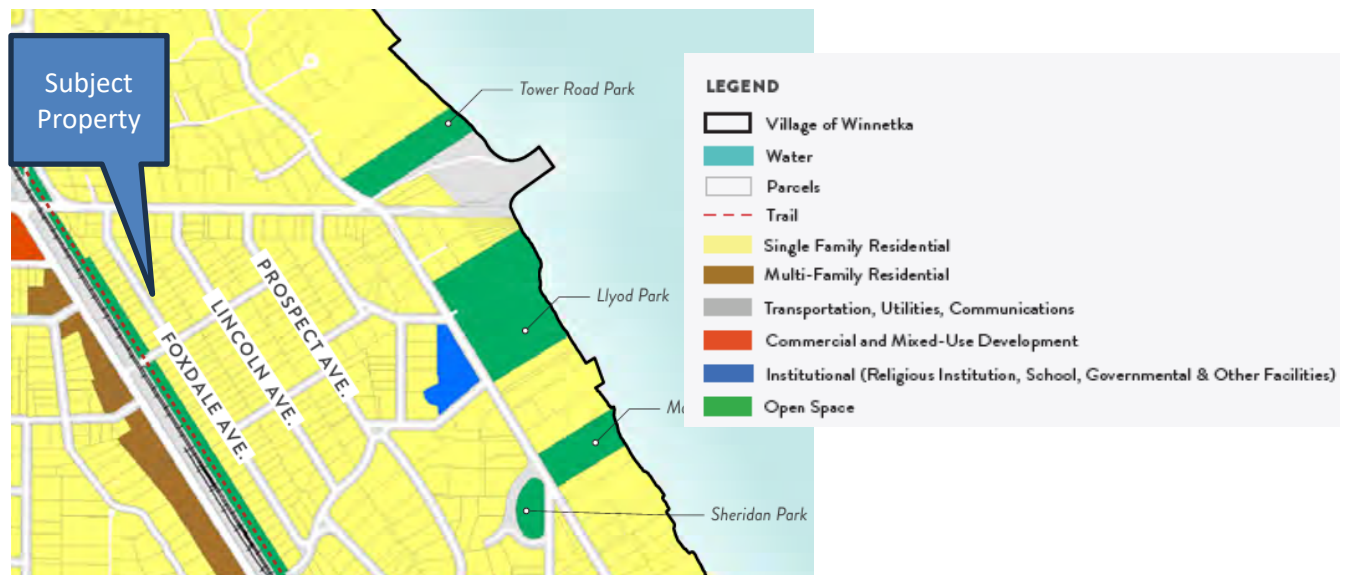 Subject
Property
Tower Road Park
PROSPECT AVE.
LINCOLN AVE.
FOXDALE AVE.
Llyod Park
Sheridan Park
LEGEND
Village of Winnetka
Water
Parcels
Trail
Single Family Residential
Multi-Family Residential
Transportation, Utilities, Communications
Commercial and Mixed-Use Development
Institutional (Religious Institution, School, Governmental & Other Facilities)
Open Space